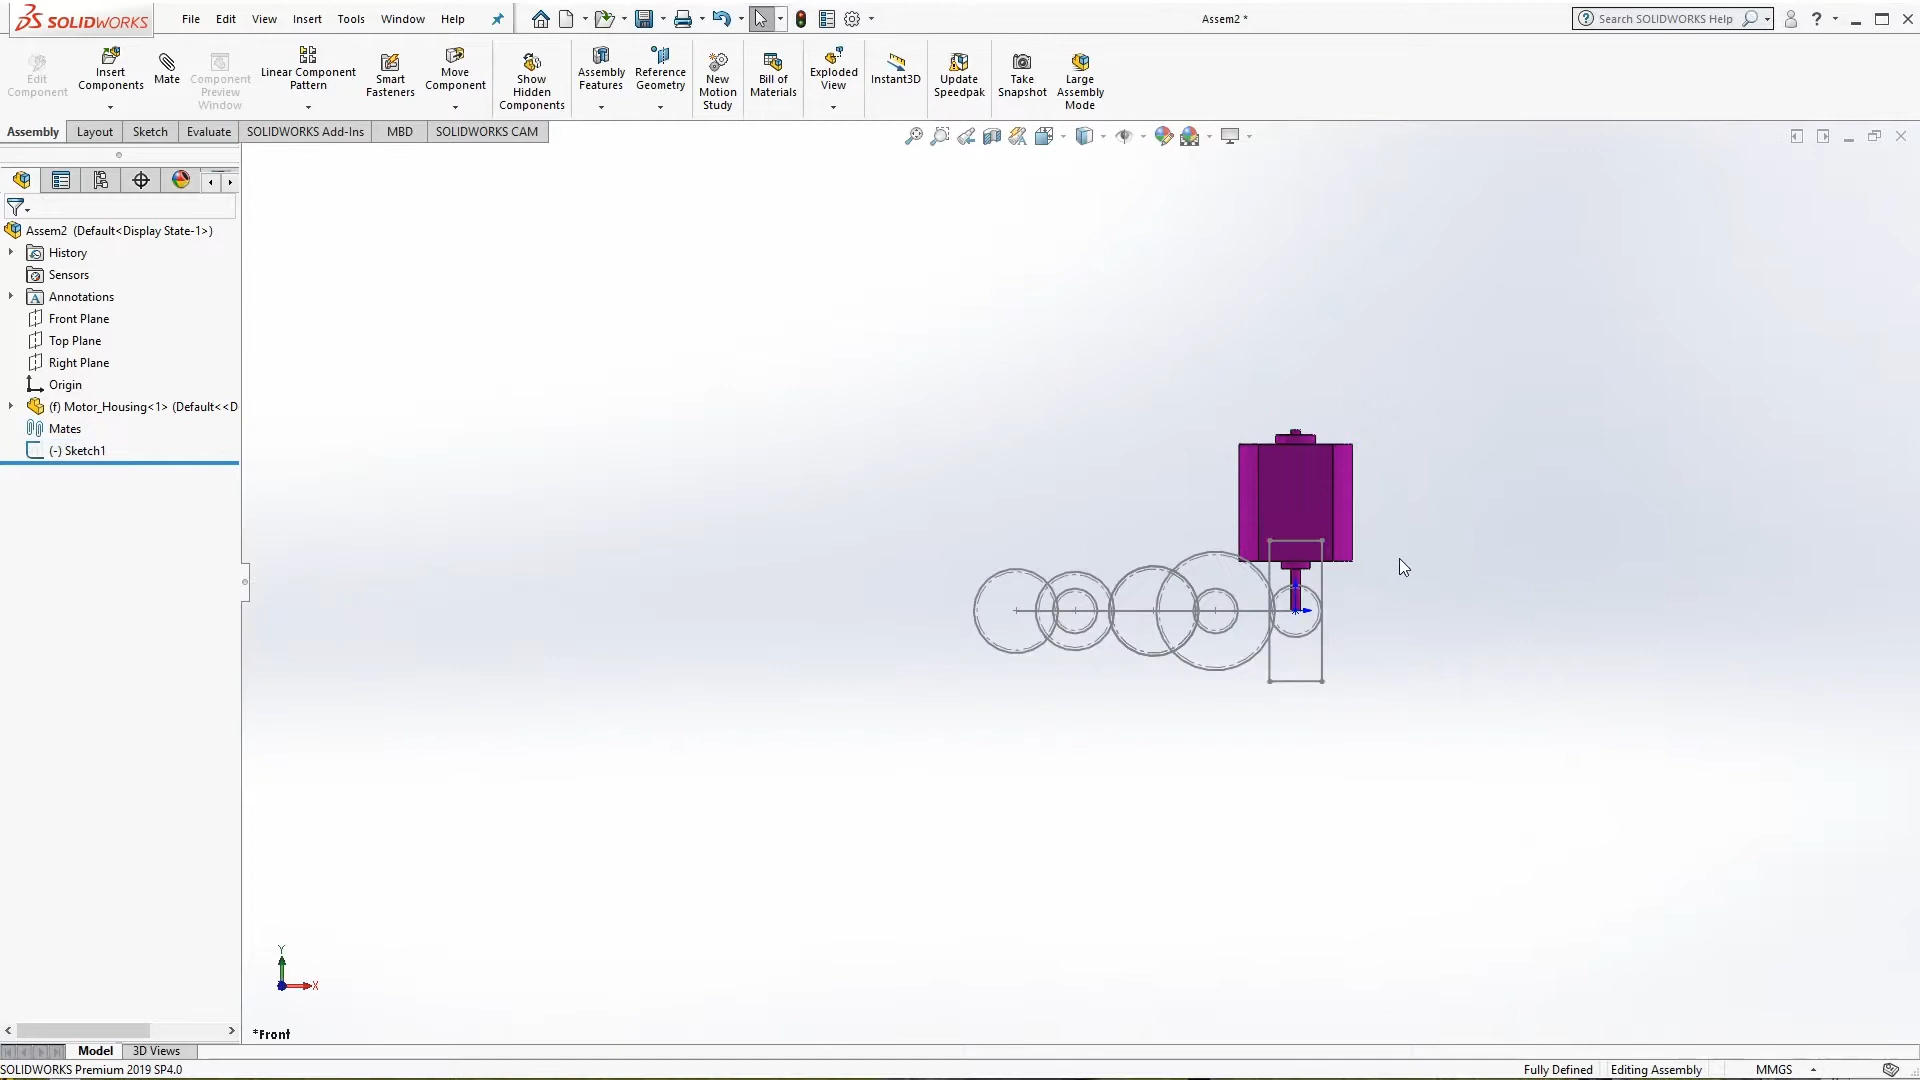 SOLIDWORKS File Edit View Insert Tools Window Help Assem2 * Search SOLIDWORKS Help ?
Edit Component
Insert Components
Mate
Component Preview Window
Linear Component Pattern
Smart Fasteners
Move Component
Show Hidden Components
Assembly Features
Reference Geometry
New Motion Study
Bill of Materials
Exploded View
Instant3D
Update Speedpak
Take Snapshot
Large Assembly Mode
Assembly Layout Sketch Evaluate SOLIDWORKS Add-Ins MBD SOLIDWORKS CAM
Assem2 (Default<Display State-1>)
History
Sensors
Annotations
Front Plane
Top Plane
Right Plane
Origin
(f) Motor_Housing<1> (Default<<D
Mates
(-) Sketch1
Y
X
*Front
Model 3D Views
SOLIDWORKS Premium 2019 SP4.0 Fully Defined Editing Assembly MMGS